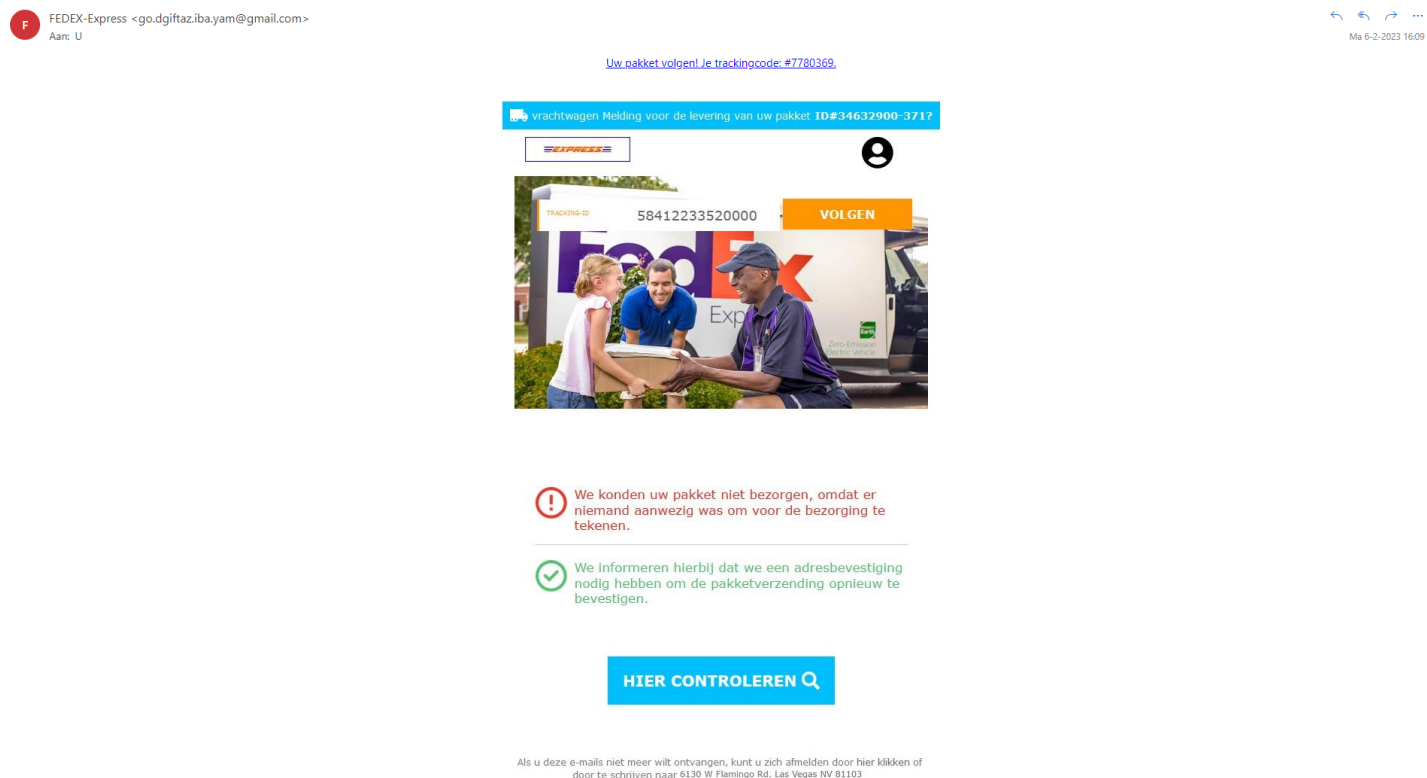 F
FEDEX-Express <go.dgiftaz.iba.yam@gmail.com>
Aan: U
Ma 6-2-2023 16:09
Uw pakket volgen! Je trackingcode: #7780369.
vrachtwagen Melding voor de levering van uw pakket ID#34632900-371?
EXPRESS
TRACKING-ID
58412233520000
VOLGEN
FedEx
Exp
Earth
Zero-Emission
Electric Vehicle
We konden uw pakket niet bezorgen, omdat er
niemand aanwezig was om voor de bezorging te
tekenen.
We informeren hierbij dat we een adresbevestiging
nodig hebben om de pakketverzending opnieuw te
bevestigen.
HIER CONTROLEREN
Als u deze e-mails niet meer wilt ontvangen, kunt u zich afmelden door hier klikken of
door te schrijven naar 6130 W Flamingo Rd. Las Vegas NV 81103